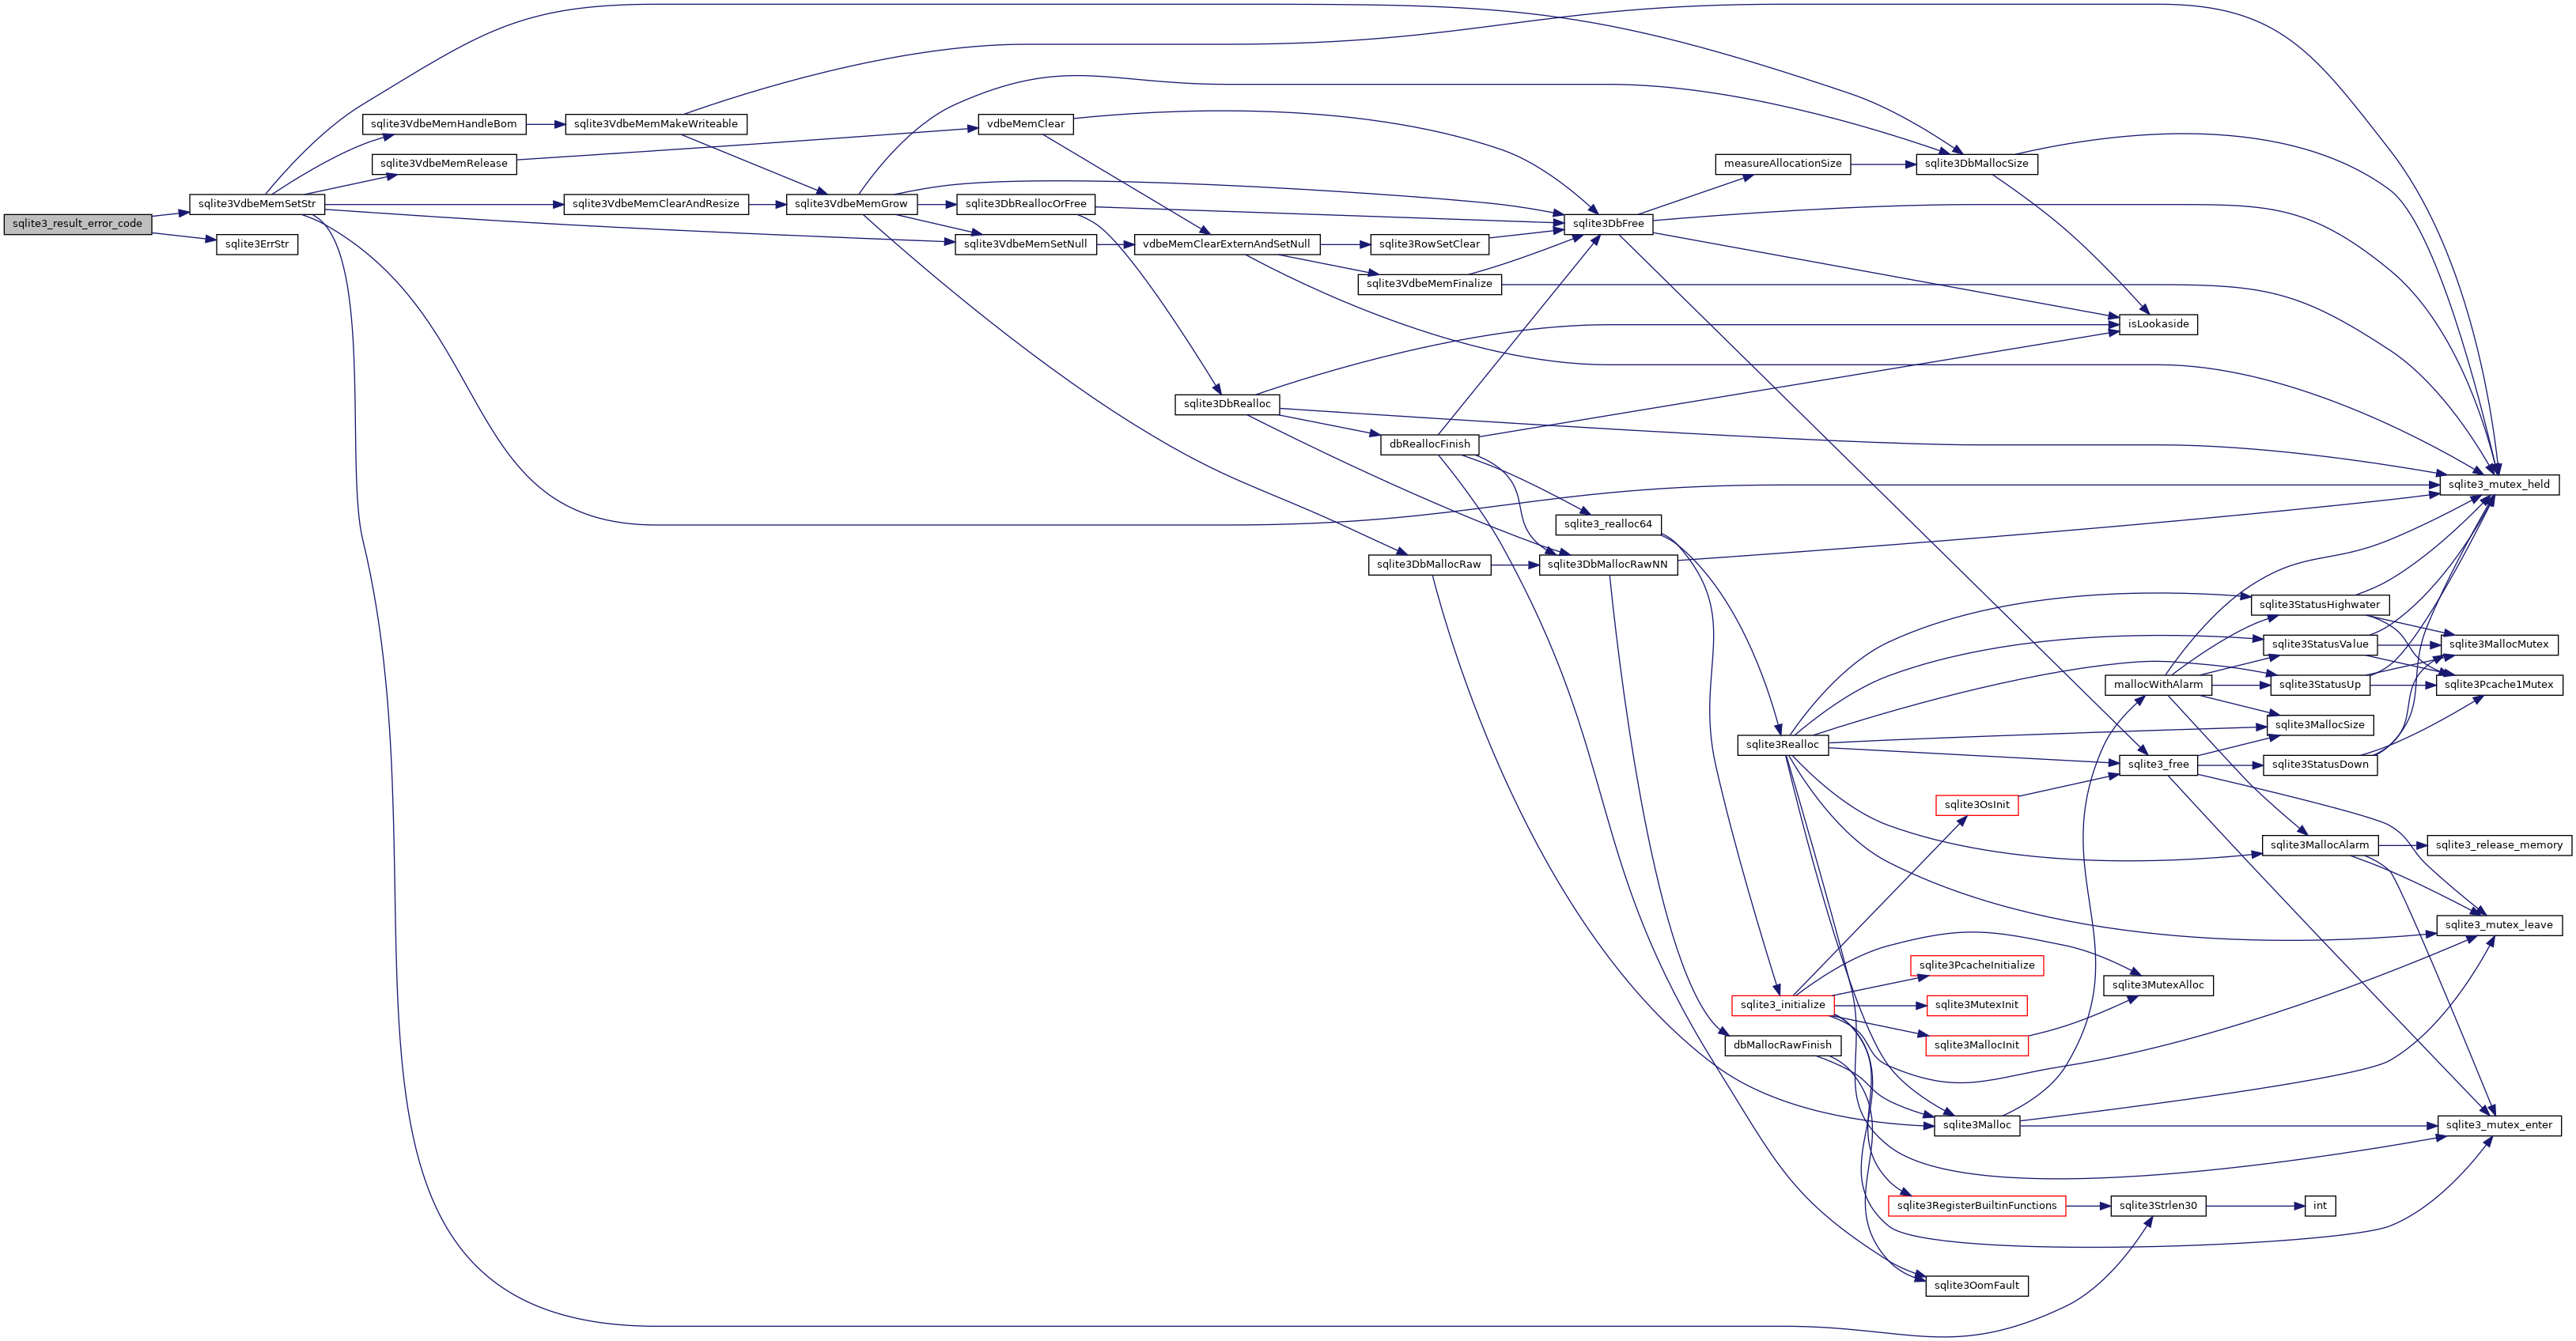 sqlite3_result_error_code
sqlite3VdbeMemSetStr
sqlite3ErrStr
sqlite3VdbeMemHandleBom
sqlite3VdbeMemRelease
sqlite3VdbeMemMakeWriteable
sqlite3VdbeMemClearAndResize
sqlite3VdbeMemGrow
vdbeMemClear
sqlite3DbReallocOrFree
sqlite3VdbeMemSetNull
vdbeMemClearExternAndSetNull
sqlite3RowSetClear
sqlite3VdbeMemFinalize
sqlite3DbFree
measureAllocationSize
sqlite3DbMallocSize
isLookaside
sqlite3DbRealloc
dbReallocFinish
sqlite3_mutex_held
sqlite3_realloc64
sqlite3DbMallocRaw
sqlite3DbMallocRawNN
sqlite3StatusHighwater
sqlite3StatusValue
sqlite3MallocMutex
mallocWithAlarm
sqlite3StatusUp
sqlite3Pcache1Mutex
sqlite3MallocSize
sqlite3Realloc
sqlite3_free
sqlite3StatusDown
sqlite3OsInit
sqlite3MallocAlarm
sqlite3_release_memory
sqlite3_mutex_leave
sqlite3PcacheInitialize
sqlite3MutexAlloc
sqlite3_initialize
sqlite3MutexInit
dbMallocRawFinish
sqlite3MallocInit
sqlite3Malloc
sqlite3_mutex_enter
sqlite3RegisterBuiltinFunctions
sqlite3Strlen30
int
sqlite3OomFault